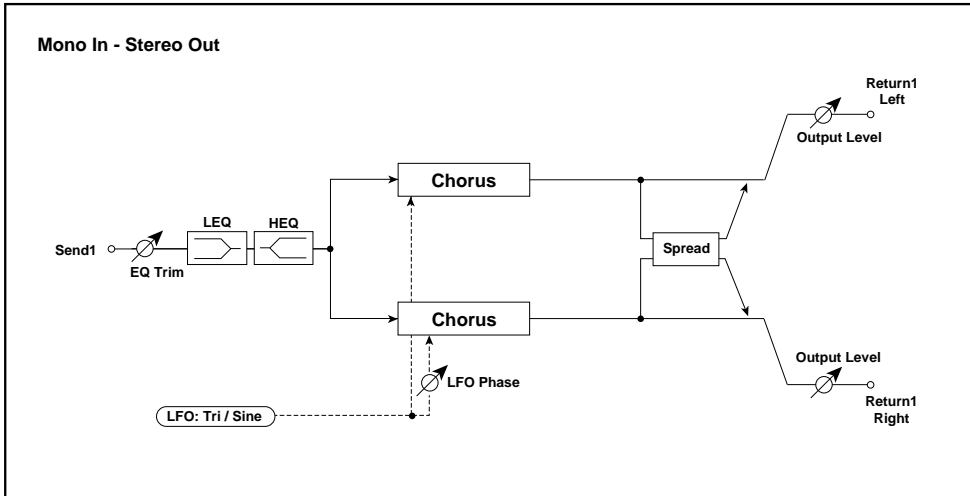 Mono In - Stereo Out
Return1
Left
Output Level
Chorus
LEQ
HEQ
Send1
EQ Trim
Spread
Chorus
Output Level
LFO Phase
Return1
Right
LFO: Tri / Sine